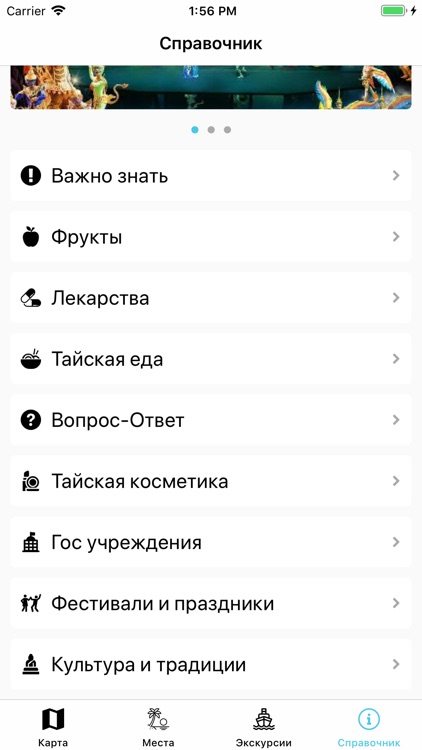 Carrier 1:56 PM
Справочник
Важно знать
Фрукты
Лекарства
Тайская еда
Вопрос-Ответ
Тайская косметика
Гос учреждения
Фестивали и праздники
Культура и традиции
Карта Места Экскурсии Справочник